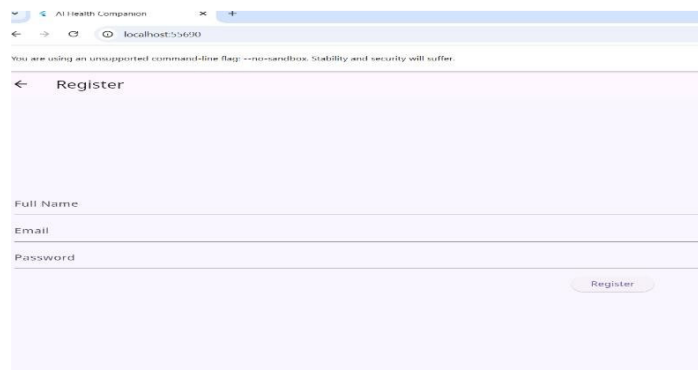 AI Health Companion
localhost:55690
You are using an unsupported command-line flag: --no-sandbox. Stability and security will suffer.
Register
Full Name
Email
Password
Register